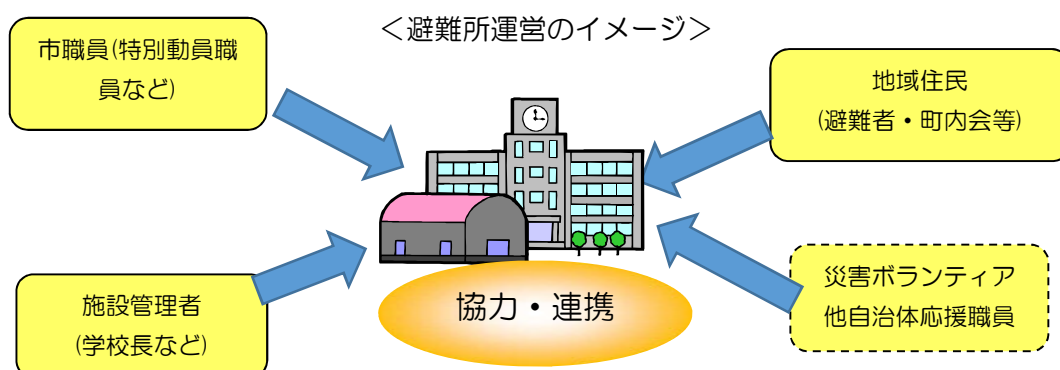 ＜避難所運営のイメージ＞
市職員(特別動員職
員など)
地域住民
(避難者・町内会等)
施設管理者
(学校長など)
災害ボランティア
他自治体応援職員
協力・連携